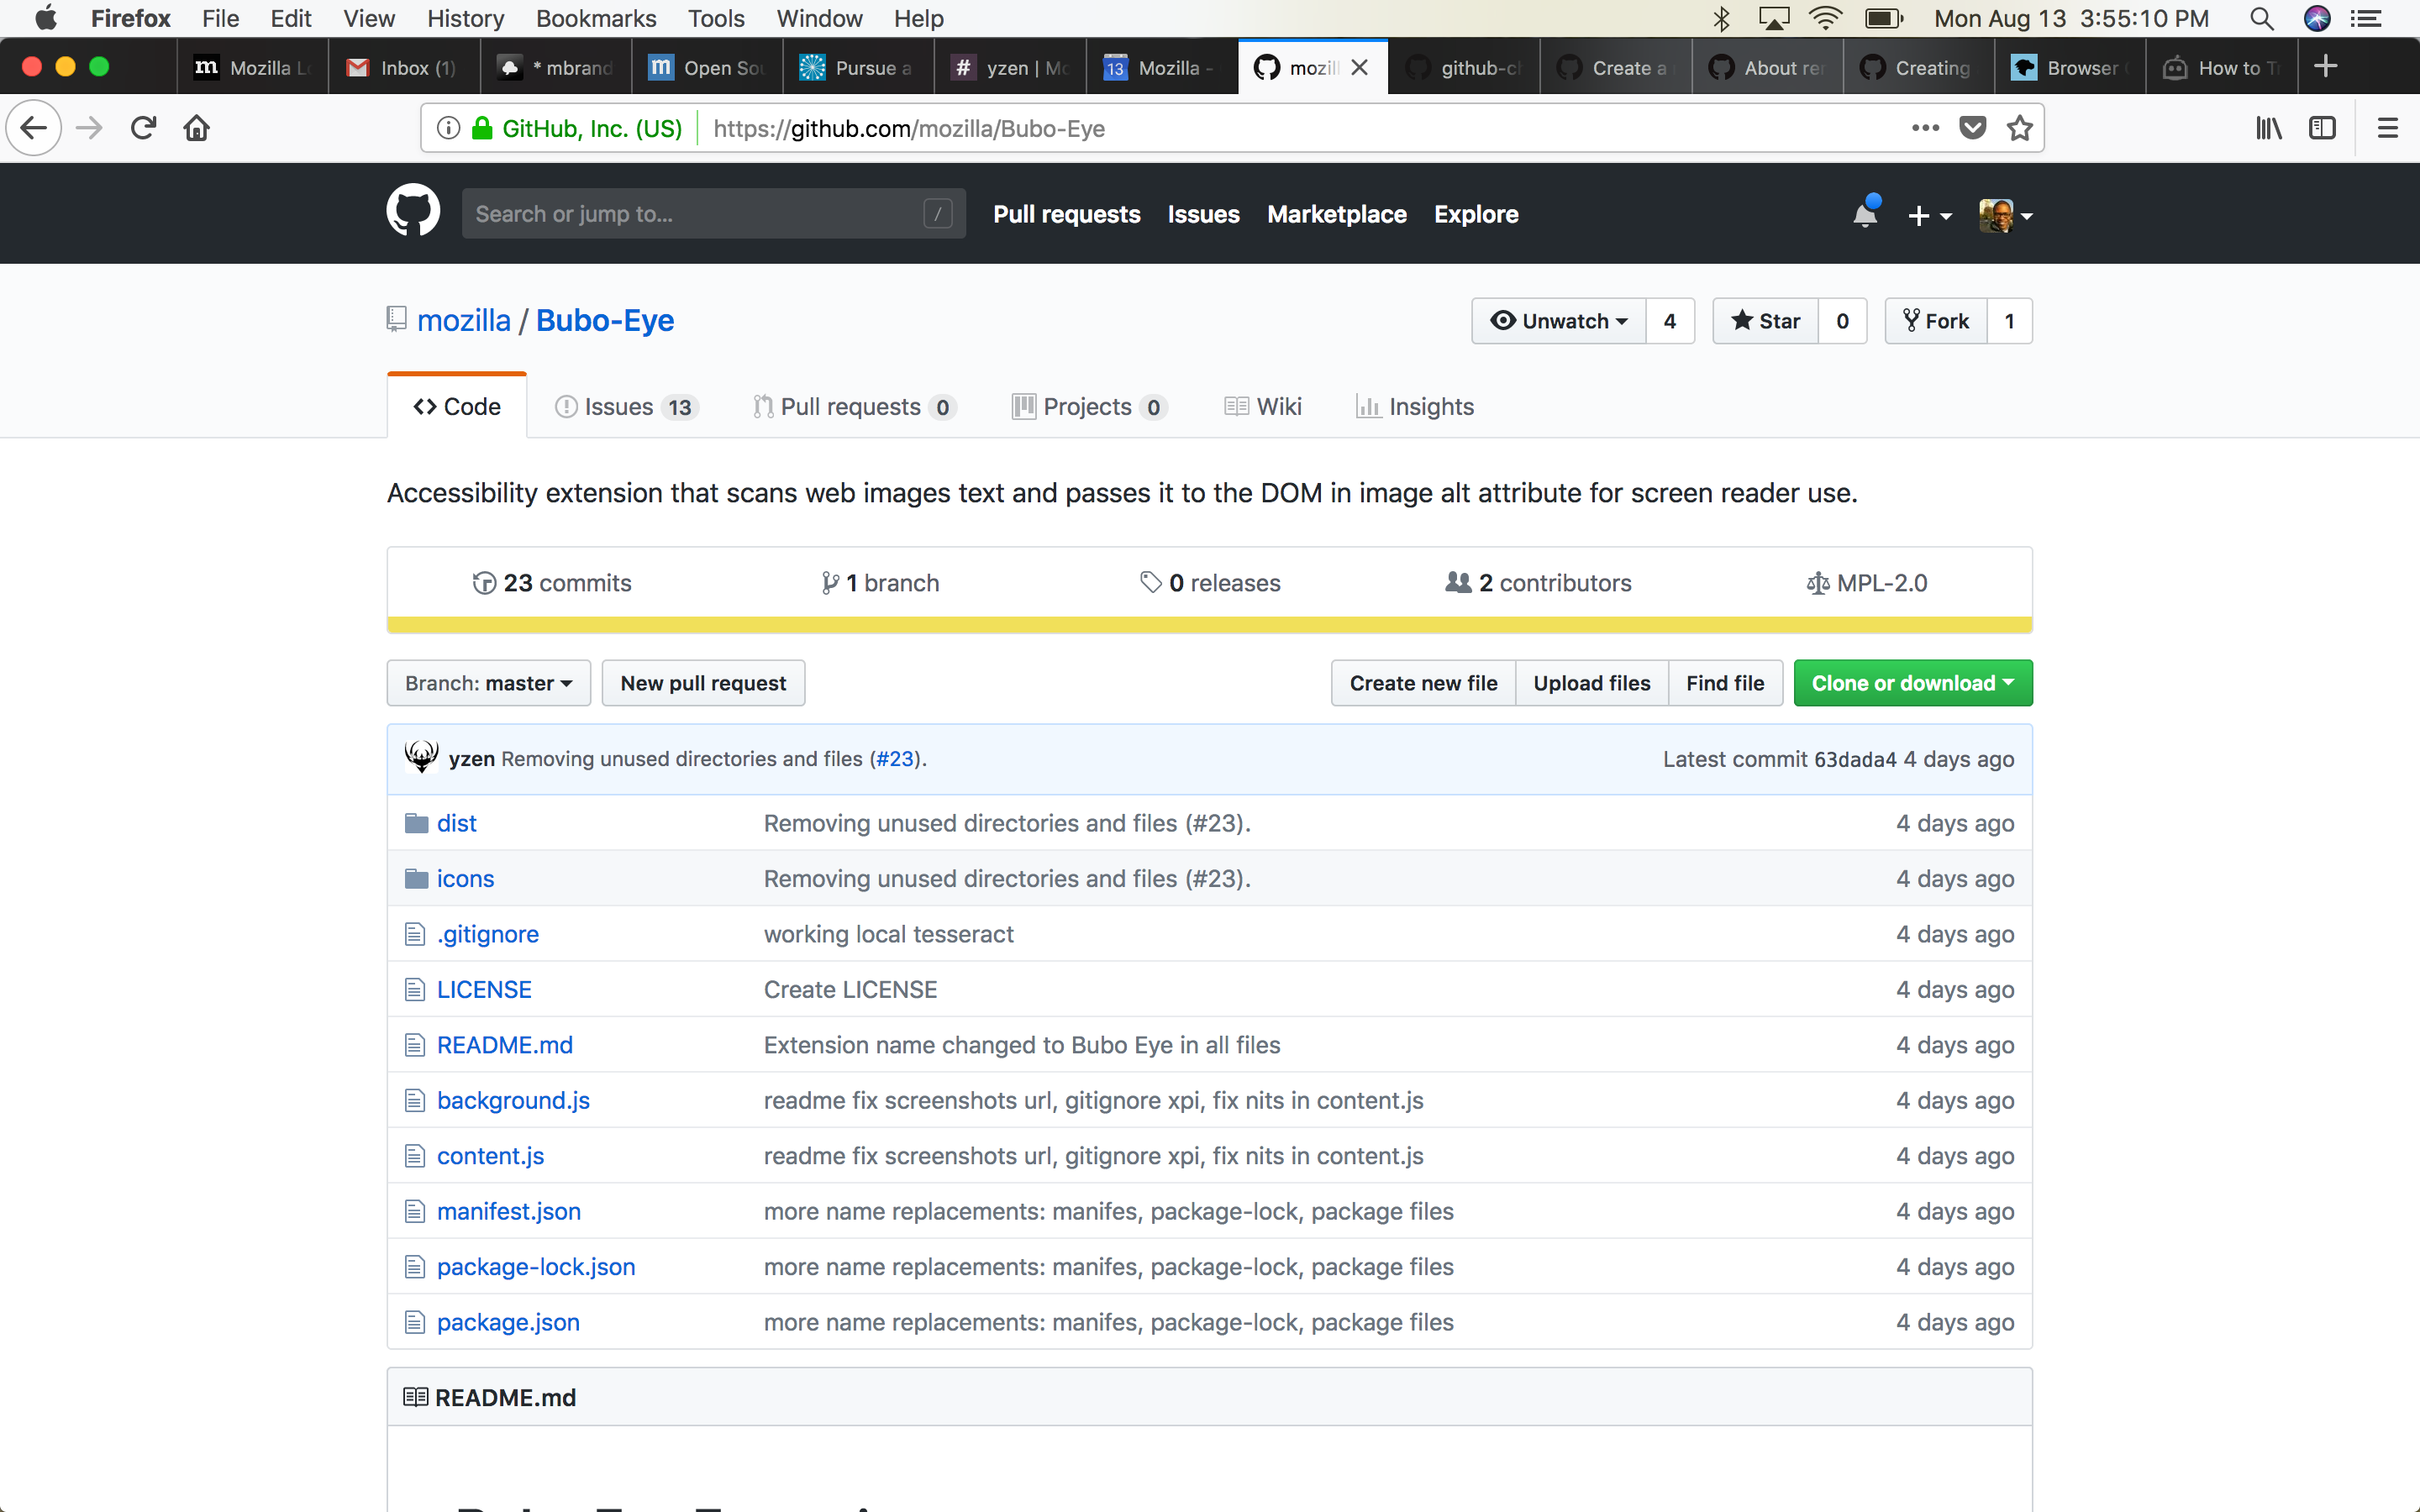 Firefox File Edit View History Bookmarks Tools Window Help Mon Aug 13 3:55:10 PM
m Mozilla Inbox (1) * mbrand m Open Pursue a # yzen | 13 Mozilla - mozil github-c Create a About Creating Browser How to
GitHub, Inc. (US) https://github.com/mozilla/Bubo-Eye
Search or jump to... / Pull requests Issues Marketplace Explore
mozilla / Bubo-Eye Unwatch 4 Star 0 Fork 1
Code Issues 13 Pull requests 0 Projects 0 Wiki Insights
Accessibility extension that scans web images text and passes it to the DOM in image alt attribute for screen reader use.
23 commits 1 branch 0 releases 2 contributors MPL-2.0
Branch: master New pull request Create new file Upload files Find file Clone or download
yzen Removing unused directories and files (#23). Latest commit 63dada4 4 days ago
dist Removing unused directories and files (#23). 4 days ago
icons Removing unused directories and files (#23). 4 days ago
.gitignore working local tesseract 4 days ago
LICENSE Create LICENSE 4 days ago
README.md Extension name changed to Bubo Eye in all files 4 days ago
background.js readme fix screenshots url, gitignore xpi, fix nits in content.js 4 days ago
content.js readme fix screenshots url, gitignore xpi, fix nits in content.js 4 days ago
manifest.json more name replacements: manifes, package-lock, package files 4 days ago
package-lock.json more name replacements: manifes, package-lock, package files 4 days ago
package.json more name replacements: manifes, package-lock, package files 4 days ago
README.md